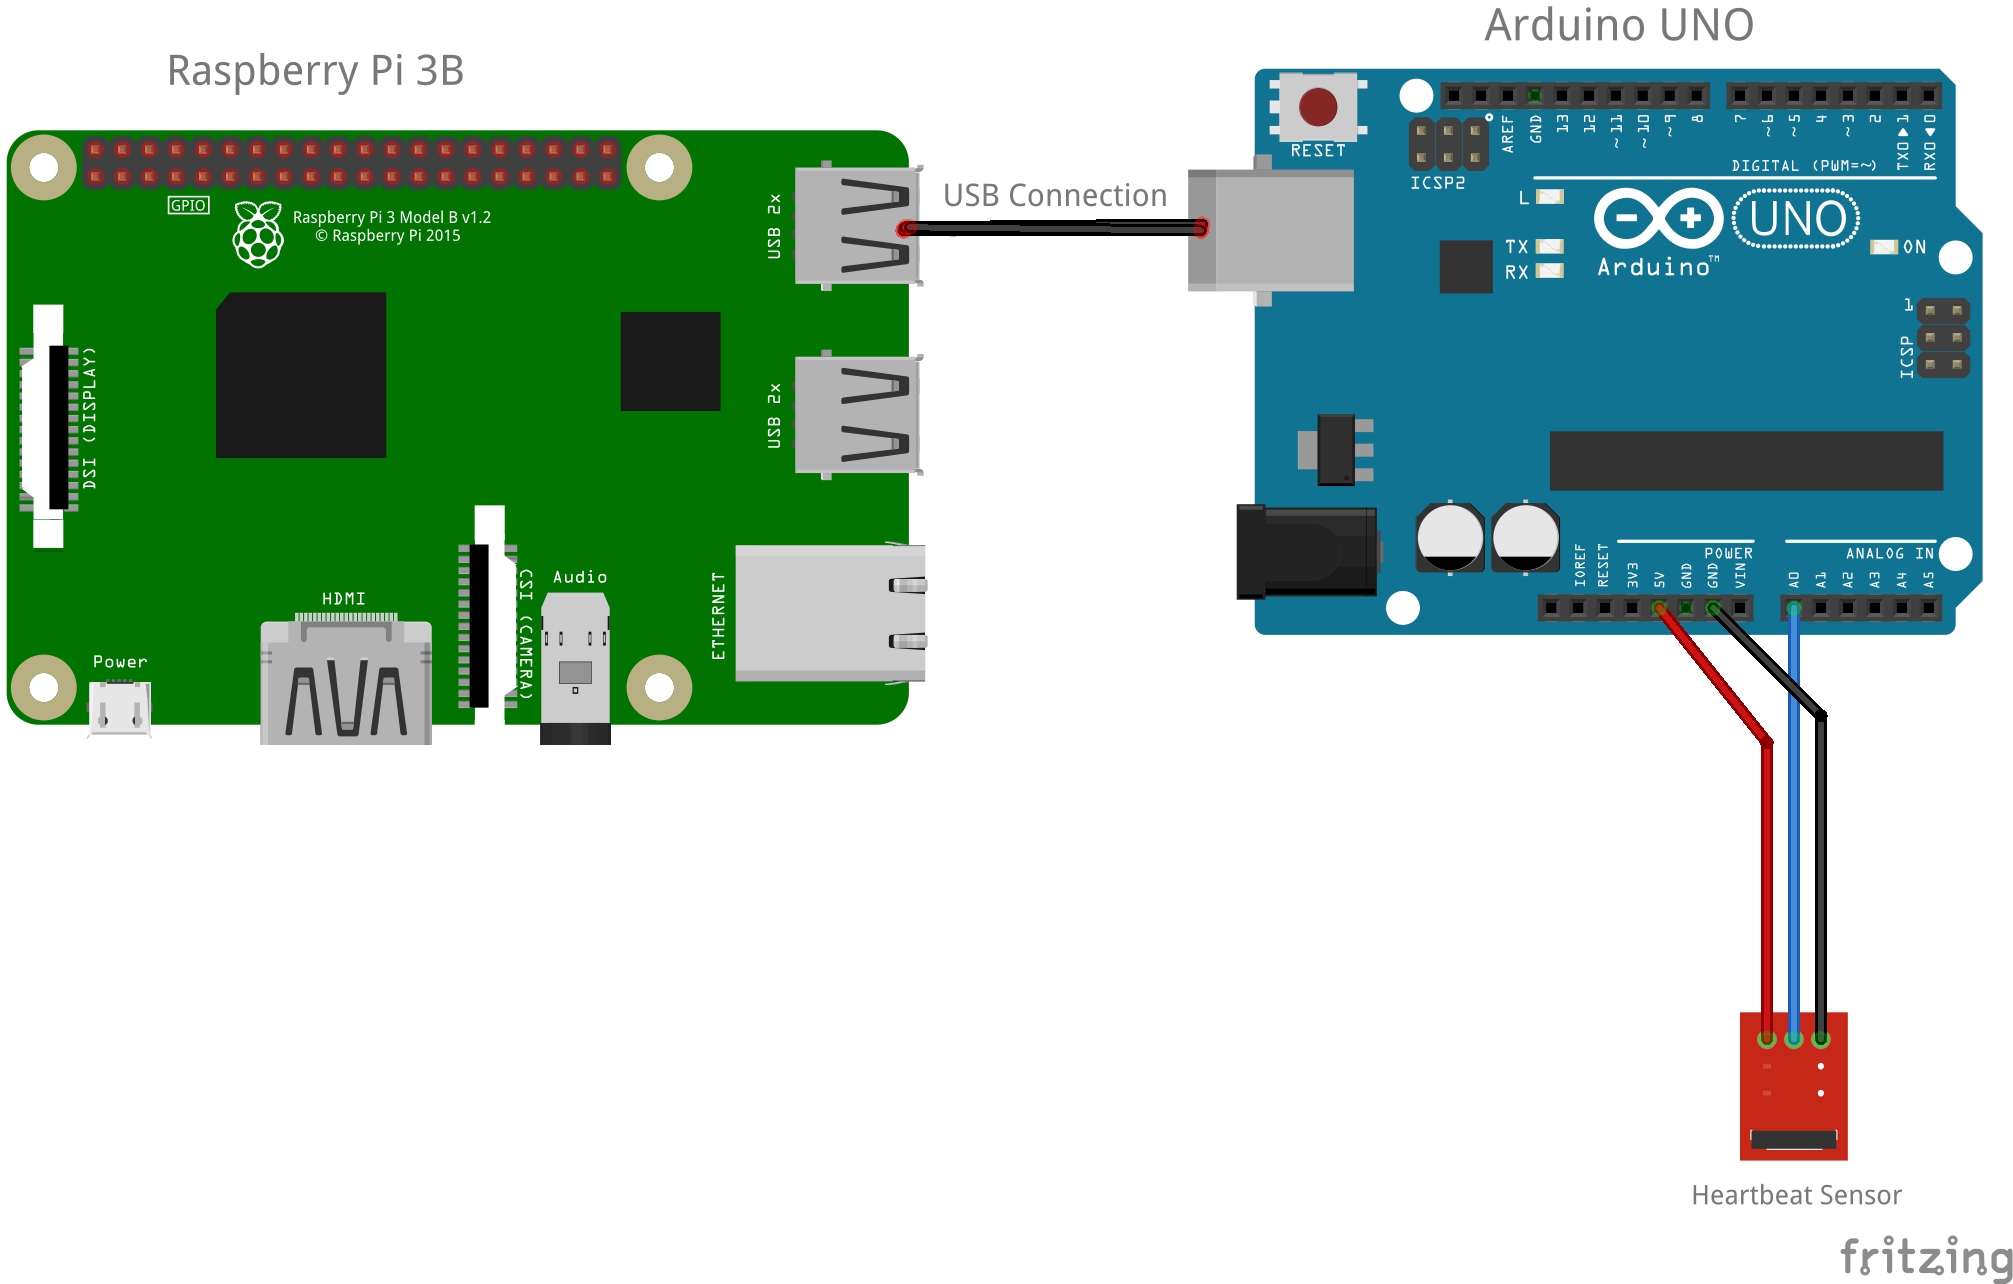 Raspberry Pi 3B
GPIO
Raspberry Pi 3 Model B v1.2
© Raspberry Pi 2015
USB 2x
USB 2x
DSI (DISPLAY)
CSI (CAMERA)
Audio
HDMI
Power
ETHERNET
USB Connection
Arduino UNO
RESET
ICSP2
AREF
GND
13
12
~11
~10
~9
8
7
~6
~5
4
~3
2
TX0 1
RX0 0
DIGITAL (PWM=~)
L
TX
RX
UNO
Arduino™
ON
1
ICSP
IOREF
RESET
3V3
5V
GND
GND
VIN
POWER
ANALOG IN
A0
A1
A2
A3
A4
A5
Heartbeat Sensor
fritzing